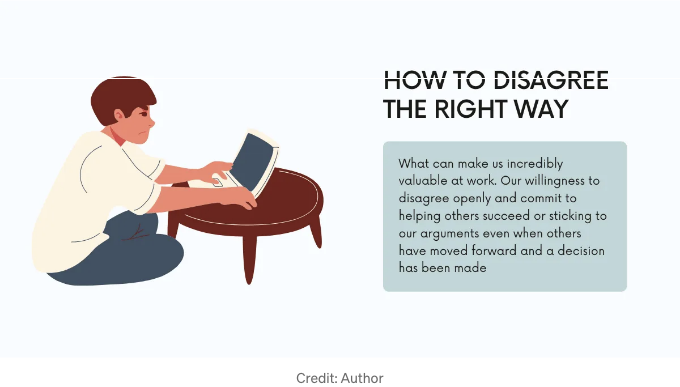 HOW TO DISAGREE
THE RIGHT WAY
What can make us incredibly
valuable at work. Our willingness to
disagree openly and commit to
helping others succeed or sticking to
our arguments even when others
have moved forward and a decision
has been made
Credit: Author